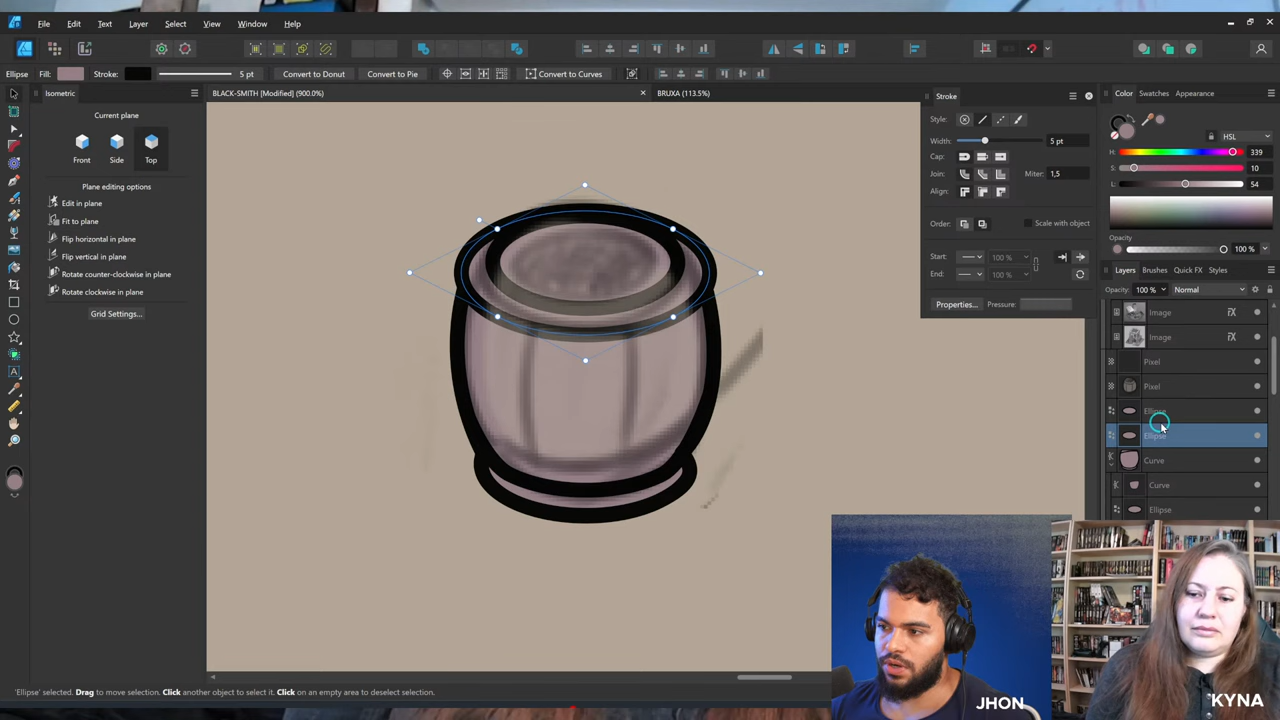 File Edit Text Layer Select View Window Help
Ellipse Fill: Stroke: 5 pt Convert to Donut Convert to Pie Convert to Curves
Isometric
Current plane
Front Side Top
Plane editing options
Edit in plane
Fit to plane
Flip horizontal in plane
Flip vertical in plane
Rotate counter-clockwise in plane
Rotate clockwise in plane
Grid Settings...
BLACK-SMITH [Modified] (900.0%) BRUXA (113.5%)
Stroke
Style:
Width: 5 pt
Cap:
Join: Miter: 1,5
Align:
Order: Scale with object
Start: 100 %
End: 100 %
Properties... Pressure:
Color Swatches Appearance
HSL
H: 339
S: 10
L: 54
Opacity
100 %
Layers Brushes Quick FX Styles
Opacity: 100 % Normal
Image FX
Image FX
Pixel
Pixel
Ellipse
Ellipse
Curve
Curve
Ellipse
'Ellipse' selected. Drag to move selection. Click another object to select it. Click on an empty area to deselect selection.
JHON
KYNA